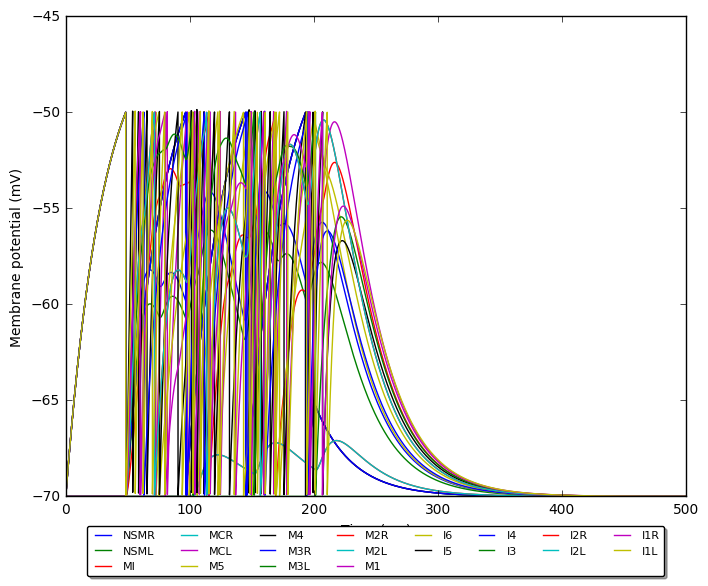 −45
−50
−55
−60
−65
−70
Membrane potential (mV)
0 100 200 300 400 500
NSMR MCR M4 M2R I6 I4 I2R I1R
NSML MCL M3R M2L I5 I3 I2L I1L
MI M5 M3L M1